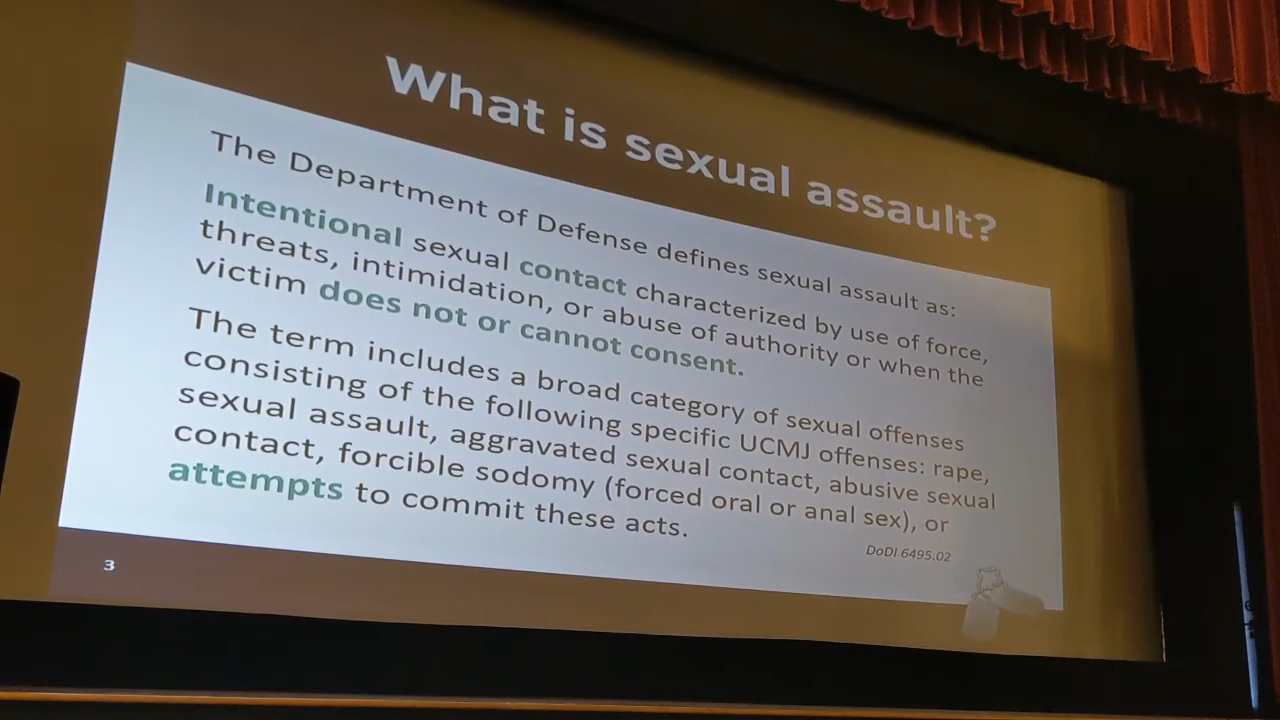 What is sexual assault?
The Department of Defense defines sexual assault as:
Intentional sexual contact characterized by use of force,
threats, intimidation, or abuse of authority or when the
victim does not or cannot consent.
The term includes a broad category of sexual offenses
consisting of the following specific UCMJ offenses: rape,
sexual assault, aggravated sexual contact, abusive sexual
contact, forcible sodomy (forced oral or anal sex), or
attempts to commit these acts.
DoDI 6495.02
3